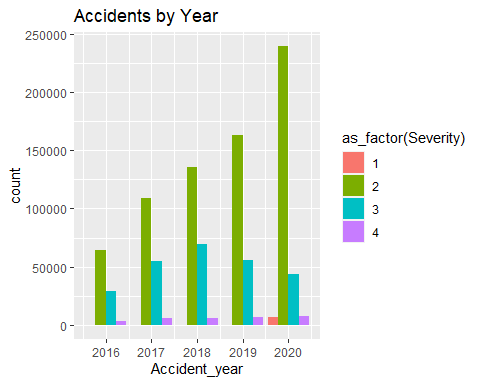 Accidents by Year
250000
200000
150000
100000
50000
0
count
2016 2017 2018 2019 2020
Accident_year
as_factor(Severity)
1
2
3
4